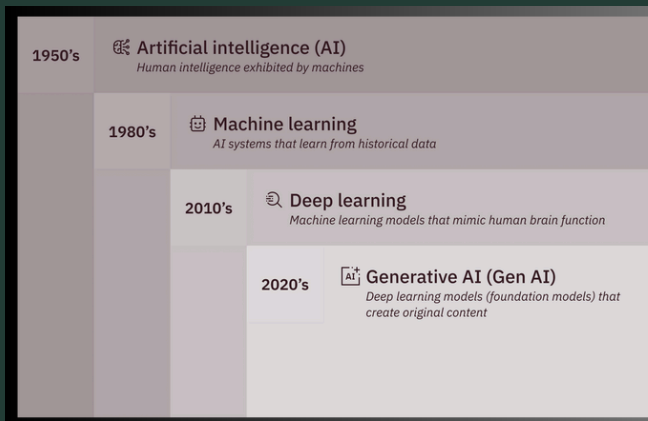 1950's
Artificial intelligence (AI)
Human intelligence exhibited by machines
1980's
Machine learning
AI systems that learn from historical data
2010's
Deep learning
Machine learning models that mimic human brain function
2020's
AI
Generative AI (Gen AI)
Deep learning models (foundation models) that
create original content